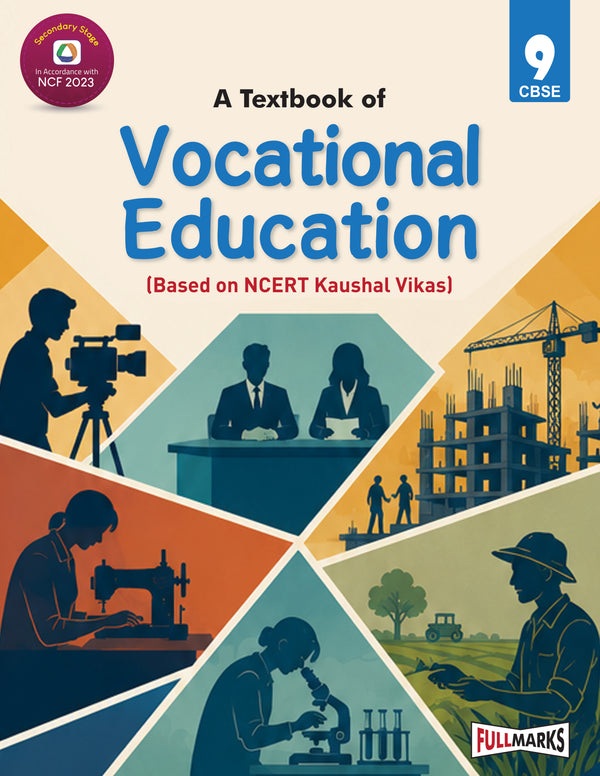 Secondary Stage
In Accordance with
NCF 2023
9
CBSE
A Textbook of
Vocational
Education
(Based on NCERT Kaushal Vikas)
FULLMARKS